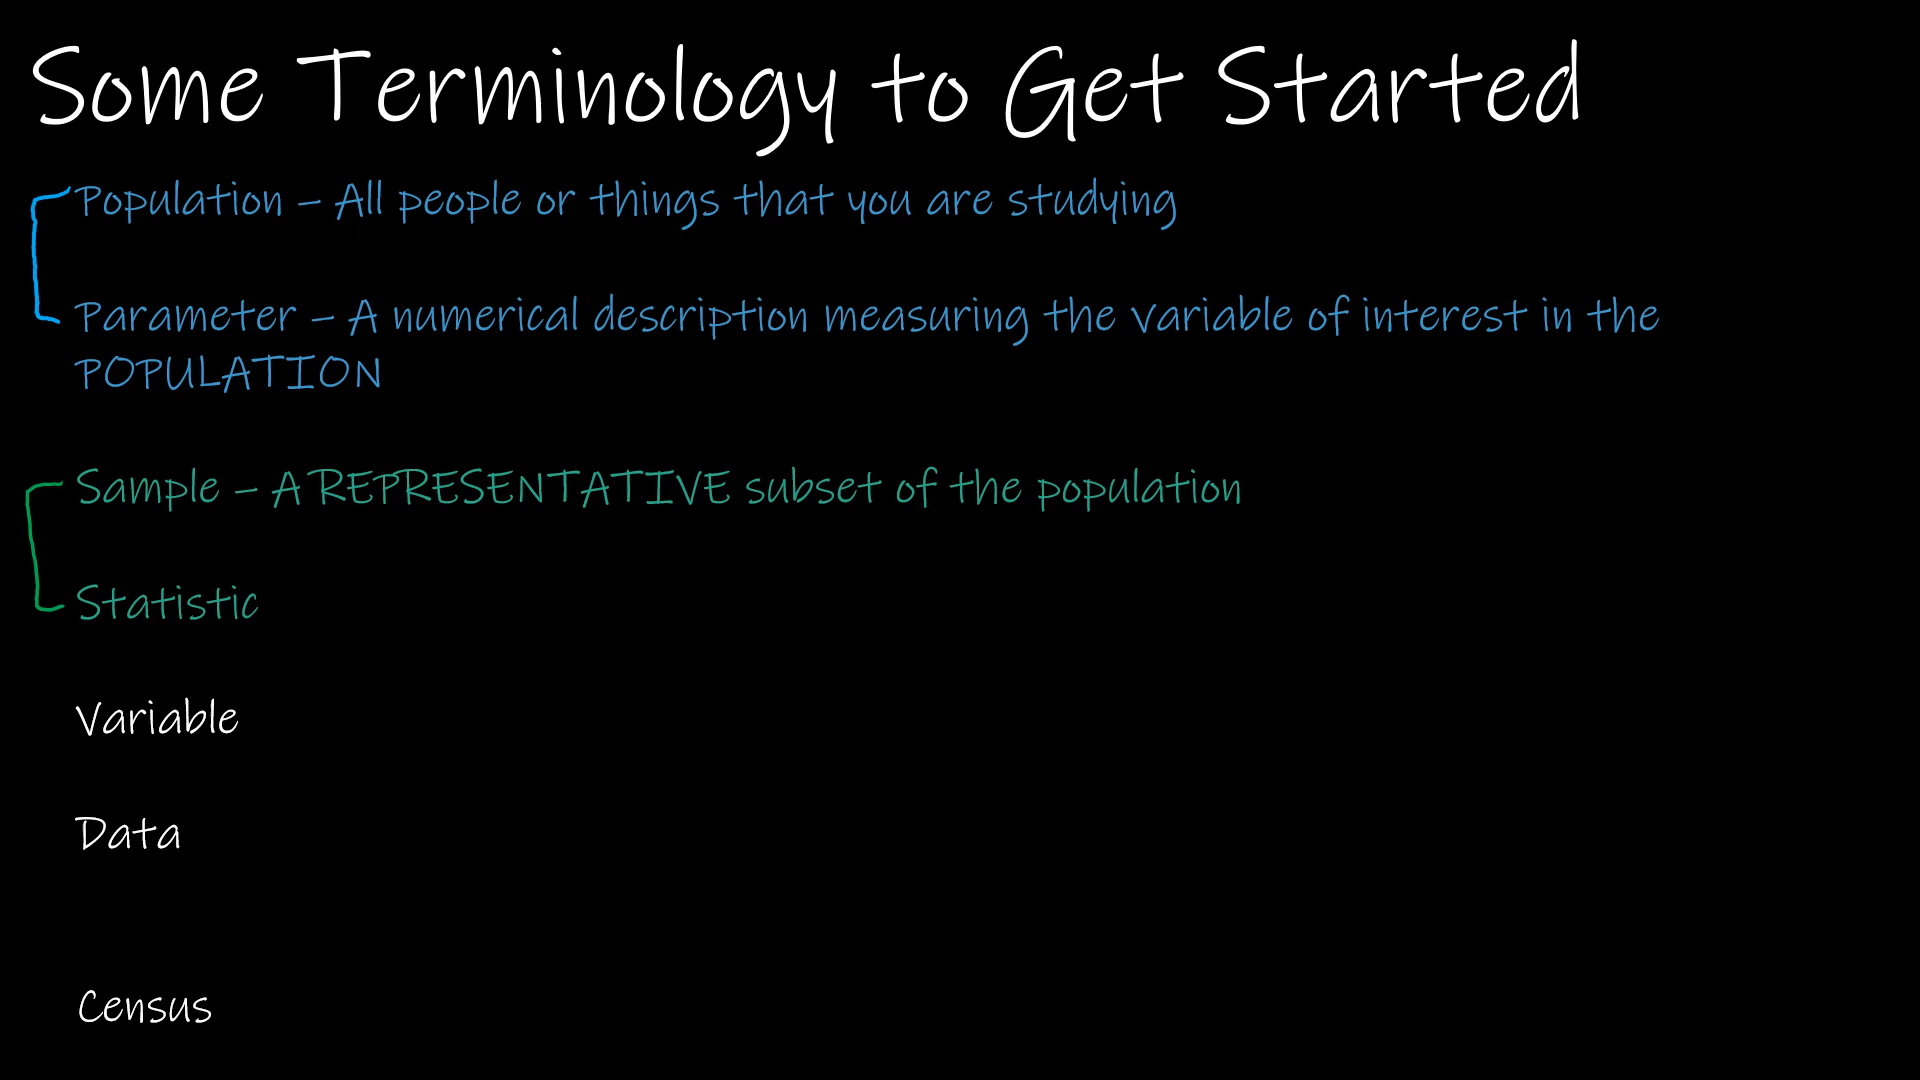 Some Terminology to Get Started
Population – All people or things that you are studying
Parameter – A numerical description measuring the variable of interest in the
POPULATION
Sample – A REPRESENTATIVE subset of the population
Statistic
Variable
Data
Census